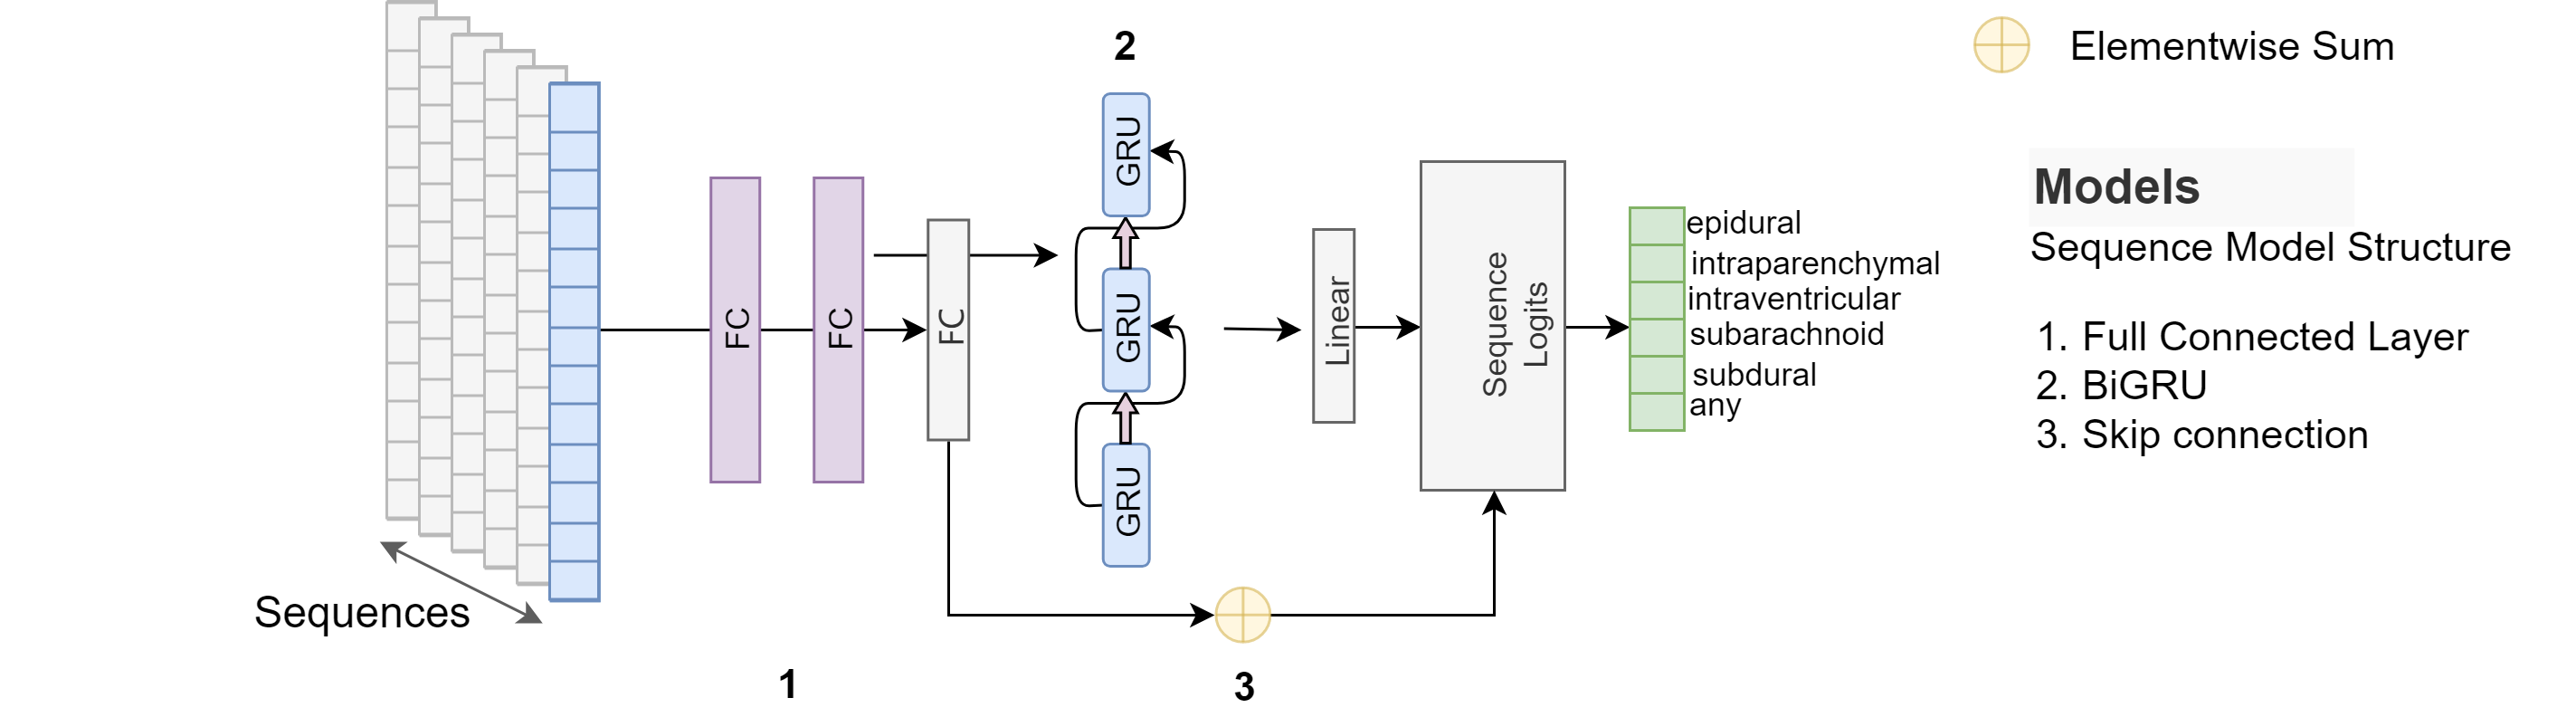 2
Elementwise Sum
Models
Sequence Model Structure
1. Full Connected Layer
2. BiGRU
3. Skip connection
Sequences
FC
FC
FC
GRU
GRU
GRU
Linear
Sequence
Logits
epidural
intraparenchymal
intraventricular
subarachnoid
subdural
any
1
3